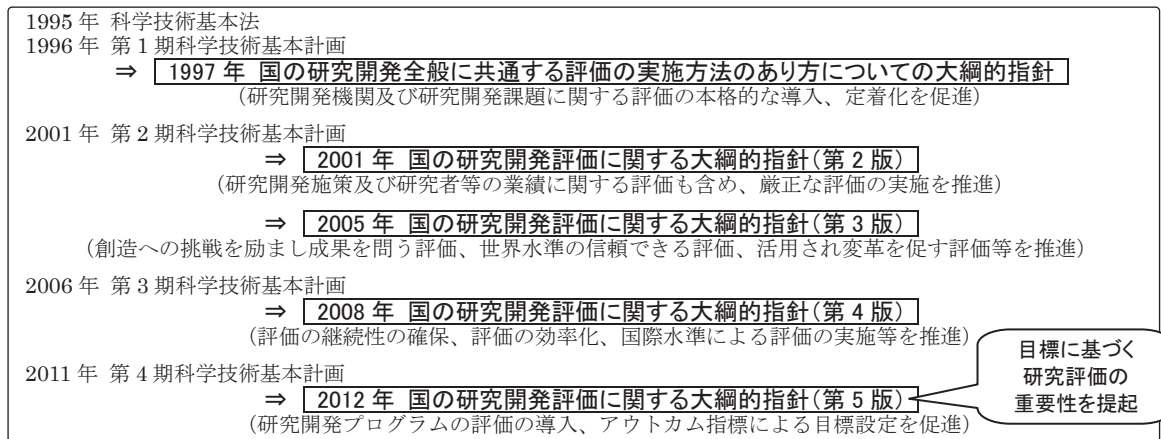 1995 年 科学技術基本法
1996 年 第 1 期科学技術基本計画
⇒ 1997 年 国の研究開発全般に共通する評価の実施方法のあり方についての大綱的指針
(研究開発機関及び研究開発課題に関する評価の本格的な導入、定着化を促進)
2001 年 第 2 期科学技術基本計画
⇒ 2001 年 国の研究開発評価に関する大綱的指針(第 2 版)
(研究開発施策及び研究者等の業績に関する評価も含め、厳正な評価の実施を推進)
⇒ 2005 年 国の研究開発評価に関する大綱的指針(第 3 版)
(創造への挑戦を励まし成果を問う評価、世界水準の信頼できる評価、活用され変革を促す評価等を推進)
2006 年 第 3 期科学技術基本計画
⇒ 2008 年 国の研究開発評価に関する大綱的指針(第 4 版)
(評価の継続性の確保、評価の効率化、国際水準による評価の実施等を推進)
2011 年 第 4 期科学技術基本計画
⇒ 2012 年 国の研究開発評価に関する大綱的指針(第 5 版)
(研究開発プログラムの評価の導入、アウトカム指標による目標設定を促進)
目標に基づく
研究評価の
重要性を提起